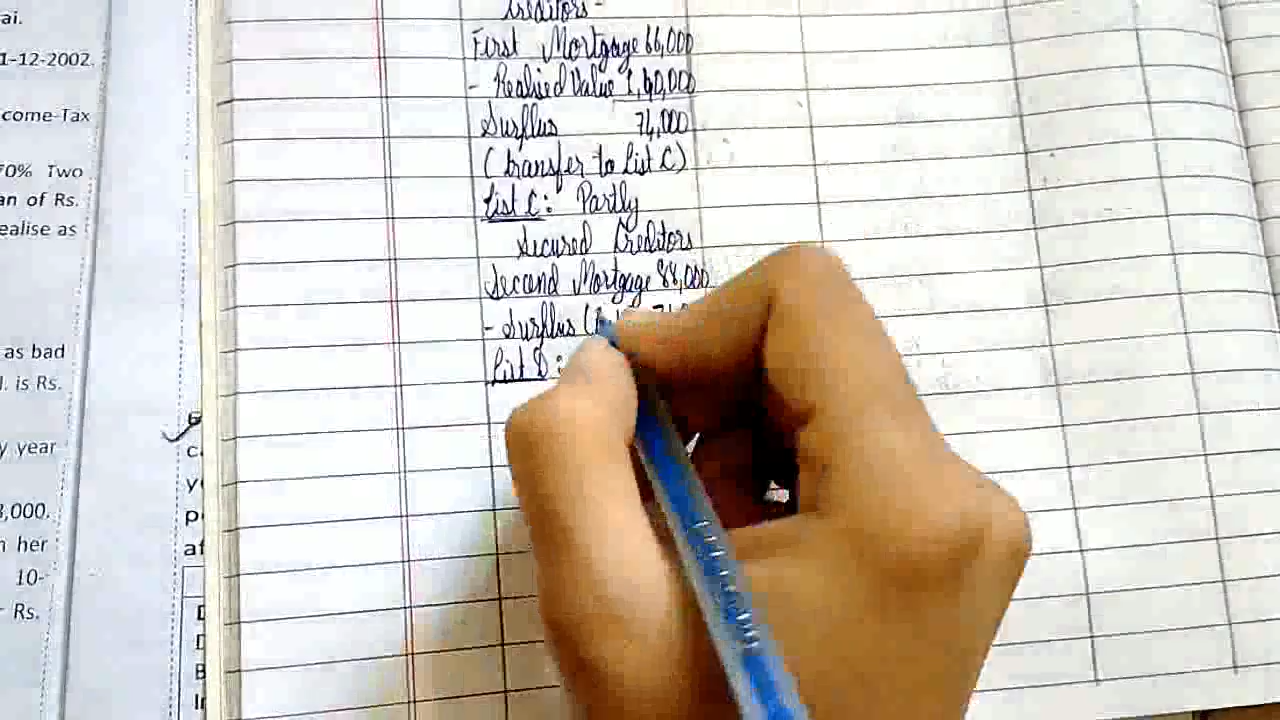 ai.
1-12-2002.
come-Tax
70% Two
an of Rs.
ealise as
as bad
. is Rs.
y year
,000.
n her
10-
Rs.
c
y
p
af
D
D
B
Creditors-
First Mortgage 66,000
- Realised Value 1,40,000
Surplus 74,000
(transfer to list C)
List C: Partly
Secured Creditors
Second Mortgage 88,000
- Surplus (
List D: